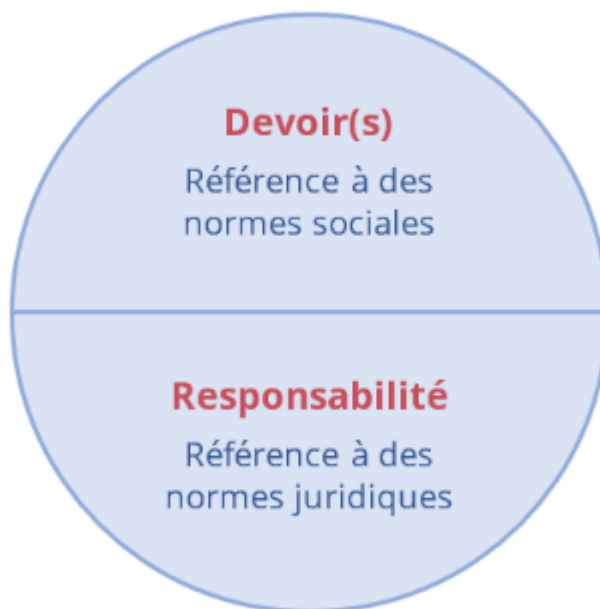 Devoir(s)
Référence à des
normes sociales
Responsabilité
Référence à des
normes juridiques